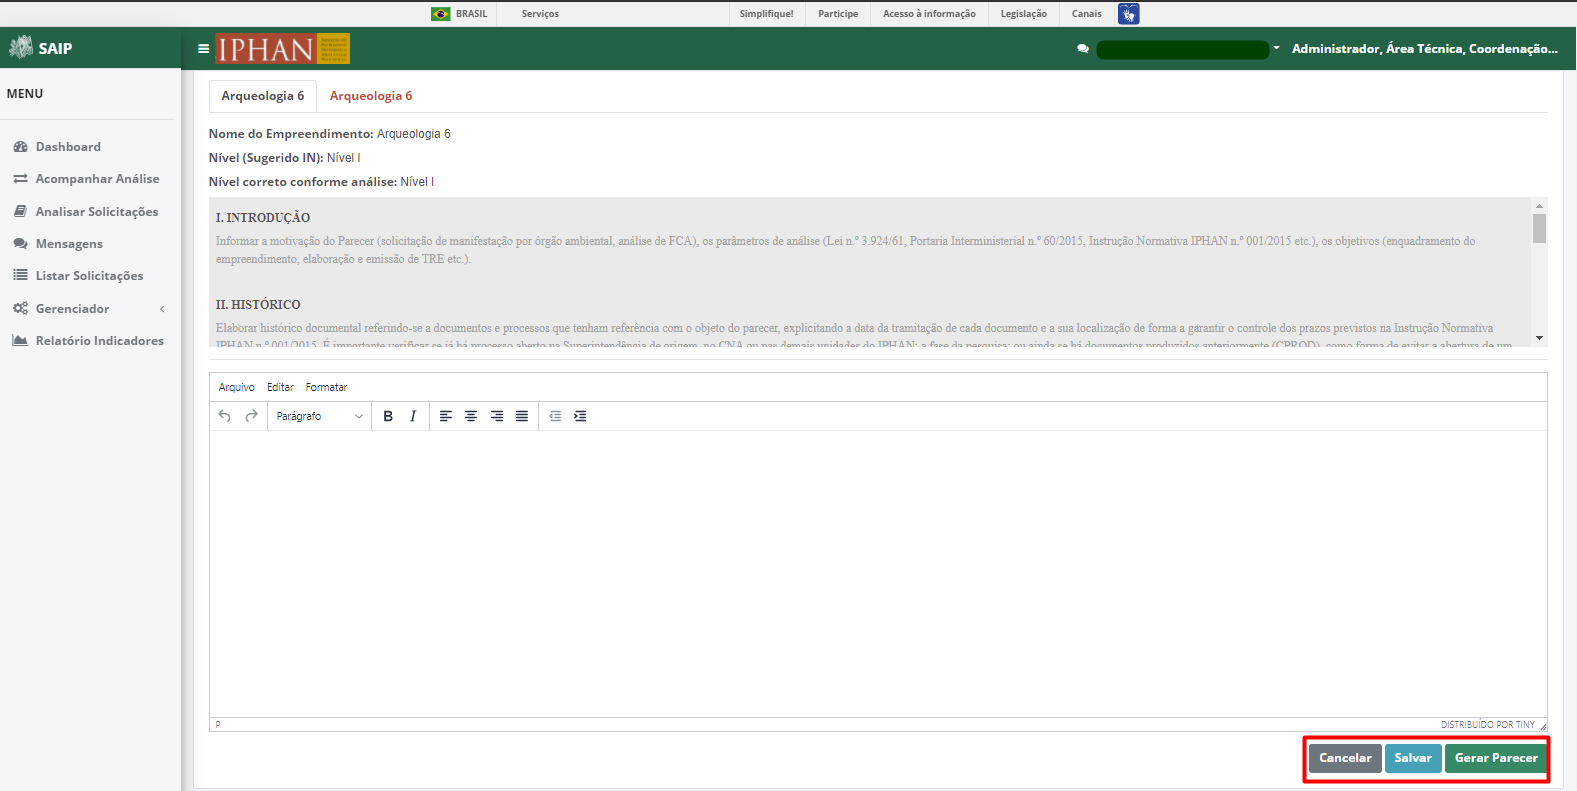 BRASIL Serviços Simplifique! Participe Acesso à informação Legislação Canais
SAIP IPHAN Administrador, Área Técnica, Coordenação...
MENU
Dashboard
Acompanhar Análise
Analisar Solicitações
Mensagens
Listar Solicitações
Gerenciador
Relatório Indicadores
Arqueologia 6 Arqueologia 6
Nome do Empreendimento: Arqueologia 6
Nível (Sugerido IN): Nível I
Nível correto conforme análise: Nível I
I. INTRODUÇÃO
Informar a motivação do Parecer (solicitação de manifestação por órgão ambiental, análise de FCA), os parâmetros de análise (Lei n.º 3.924/61, Portaria Interministerial n.º 60/2015, Instrução Normativa IPHAN n.º 001/2015 etc.), os objetivos (enquadramento do
empreendimento, elaboração e emissão de TRE etc.).
II. HISTÓRICO
Elaborar histórico documental referindo-se a documentos e processos que tenham referência com o objeto do parecer, explicitando a data da tramitação de cada documento e a sua localização de forma a garantir o controle dos prazos previstos na Instrução Normativa
IPHAN n.º 001/2015. É importante verificar se já há processo aberto na Superintendência de origem, no CNA ou nas demais unidades do IPHAN; a fase da pesquisa; ou ainda se há documentos produzidos anteriormente (CPROD), como forma de evitar a abertura de um
Arquivo Editar Formatar
Parágrafo B I
P DISTRIBUÍDO POR TINY
Cancelar Salvar Gerar Parecer